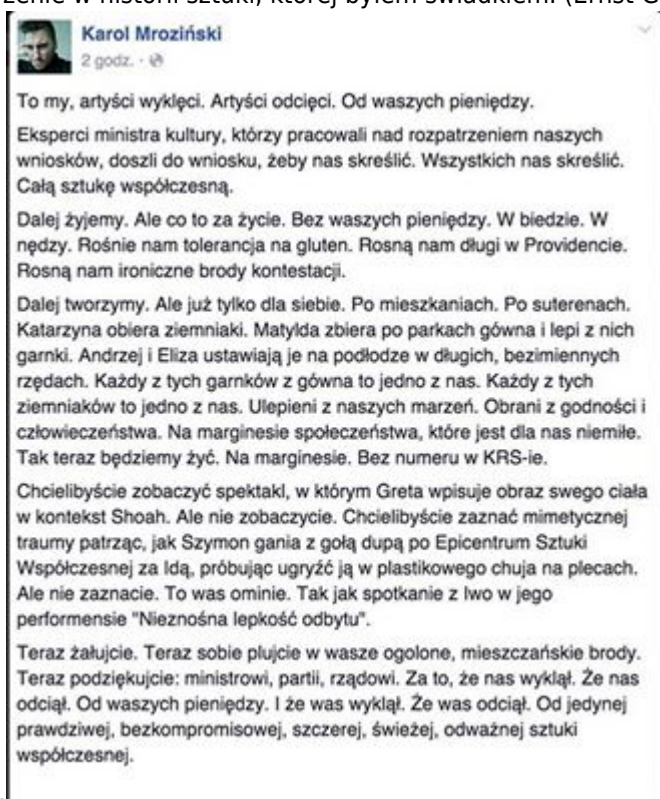 zenie w historii sztuki, której byłem świadkiem. (Ernst G
Karol Mroziński
2 godz. ·
To my, artyści wyklęci. Artyści odcięci. Od waszych pieniędzy.
Eksperci ministra kultury, którzy pracowali nad rozpatrzeniem naszych
wniosków, doszli do wniosku, żeby nas skreślić. Wszystkich nas skreślić.
Całą sztukę współczesną.
Dalej żyjemy. Ale co to za życie. Bez waszych pieniędzy. W biedzie. W
nędzy. Rośnie nam tolerancja na gluten. Rosną nam długi w Providencie.
Rosną nam ironiczne brody kontestacji.
Dalej tworzymy. Ale już tylko dla siebie. Po mieszkaniach. Po suterenach.
Katarzyna obiera ziemniaki. Matylda zbiera po parkach gówna i lepi z nich
garnki. Andrzej i Eliza ustawiają je na podłodze w długich, bezimiennych
rzędach. Każdy z tych garnków z gówna to jedno z nas. Każdy z tych
ziemniaków to jedno z nas. Ulepieni z naszych marzeń. Obrani z godności i
człowieczeństwa. Na marginesie społeczeństwa, które jest dla nas niemiłe.
Tak teraz będziemy żyć. Na marginesie. Bez numeru w KRS-ie.
Chcielibyście zobaczyć spektakl, w którym Greta wpisuje obraz swego ciała
w kontekst Shoah. Ale nie zobaczycie. Chcielibyście zaznać mimetycznej
traumy patrząc, jak Szymon gania z gołą dupą po Epicentrum Sztuki
Współczesnej za Idą, próbując ugryźć ją w plastikowego chuja na plecach.
Ale nie zaznacie. To was ominie. Tak jak spotkanie z Iwo w jego
performensie "Nieznośna lepkość odbytu".
Teraz żałujcie. Teraz sobie plujcie w wasze ogolone, mieszczańskie brody.
Teraz podziękujcie: ministrowi, partii, rządowi. Za to, że nas wyklął. Że nas
odciął. Od waszych pieniędzy. I że was wyklął. Że was odciął. Od jedynej
prawdziwej, bezkompromisowej, szczerej, świeżej, odważnej sztuki
współczesnej.